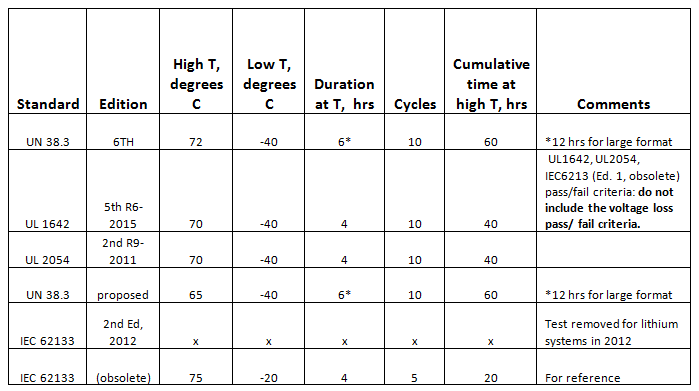 Standard Edition High T, degrees C Low T, degrees C Duration at T, hrs Cycles Cumulative time at high T, hrs Comments
UN 38.3 6TH 72 -40 6* 10 60 *12 hrs for large format
UL 1642 5th R6-2015 70 -40 4 10 40 UL1642, UL2054, IEC6213 (Ed. 1, obsolete) pass/fail criteria: do not include the voltage loss pass/ fail criteria.
UL 2054 2nd R9-2011 70 -40 4 10 40
UN 38.3 proposed 65 -40 6* 10 60 *12 hrs for large format
IEC 62133 2nd Ed, 2012 x x x x x Test removed for lithium systems in 2012
IEC 62133 (obsolete) 75 -20 4 5 20 For reference